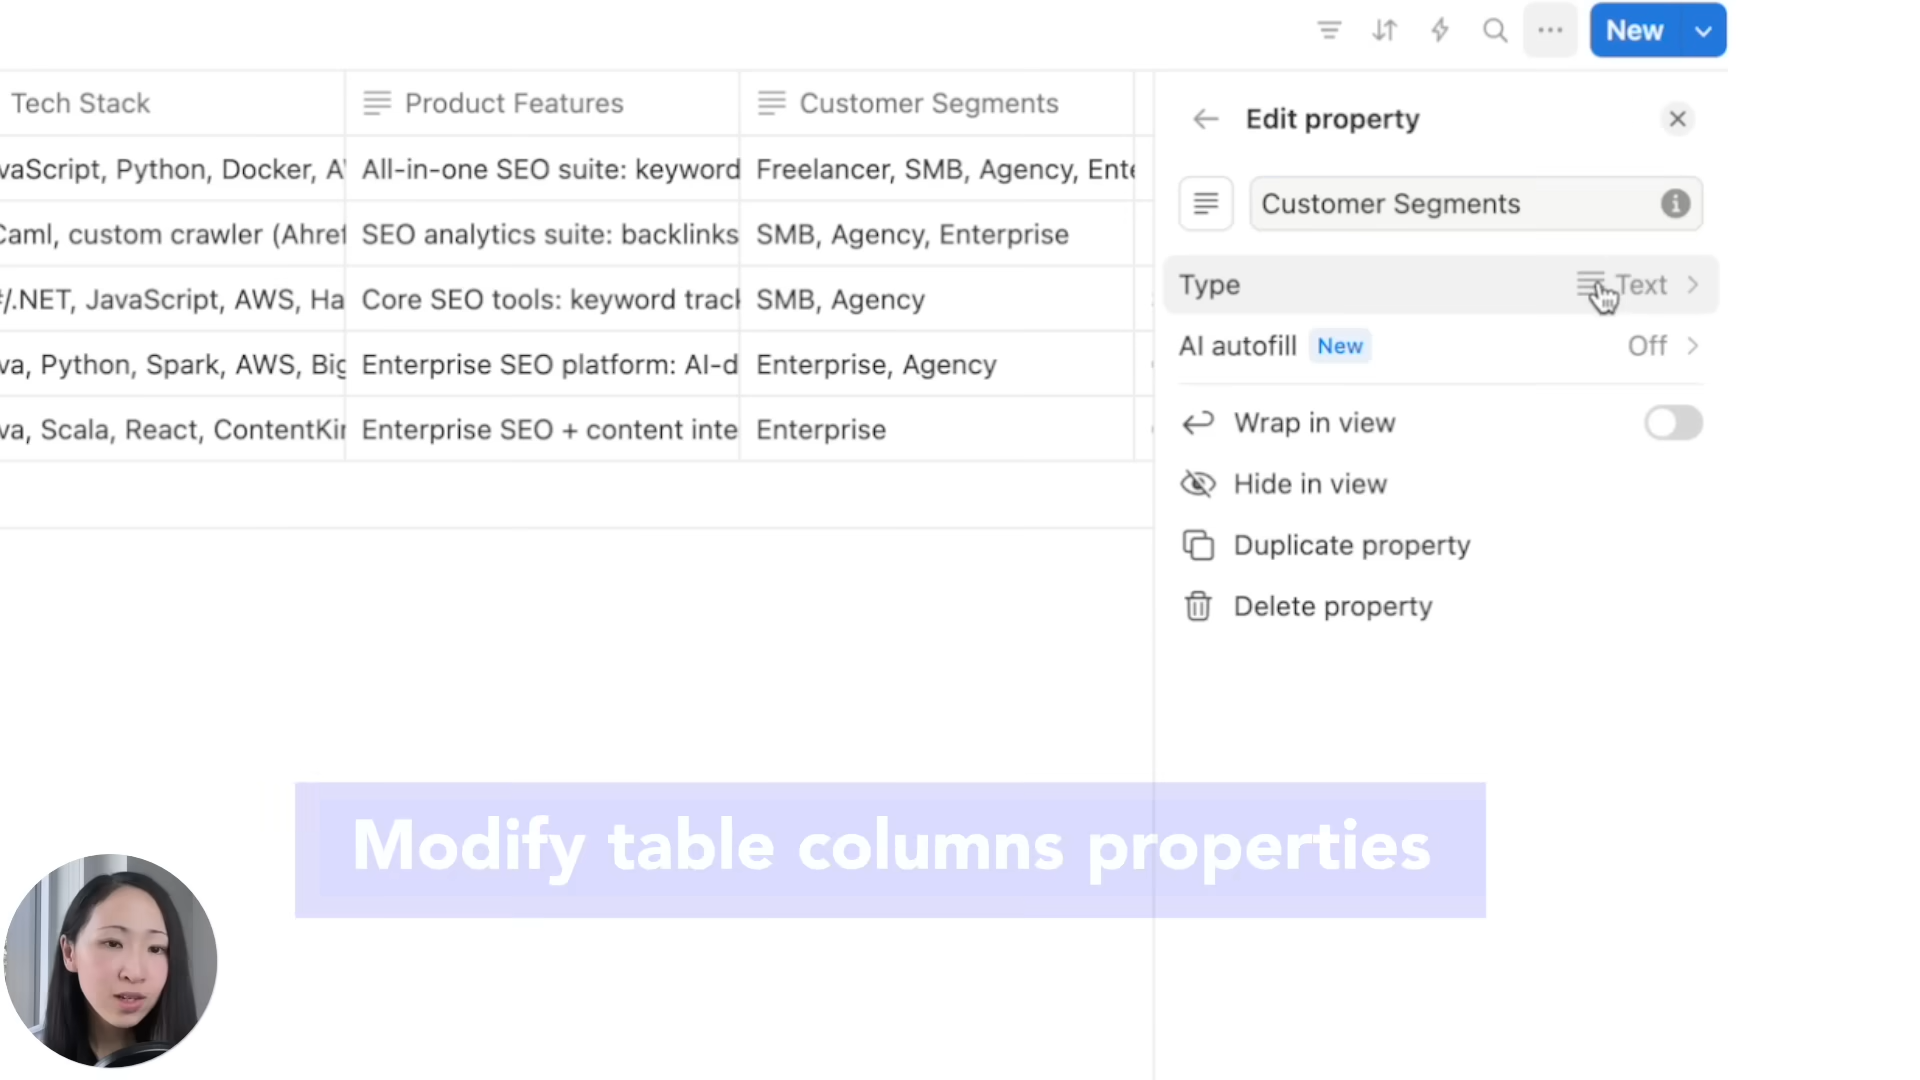 New
Tech Stack
Product Features
Customer Segments
vaScript, Python, Docker, A
All-in-one SEO suite: keyword
Freelancer, SMB, Agency, Ente
Caml, custom crawler (Ahref
SEO analytics suite: backlinks
SMB, Agency, Enterprise
#/.NET, JavaScript, AWS, Ha
Core SEO tools: keyword track
SMB, Agency
va, Python, Spark, AWS, Big
Enterprise SEO platform: AI-d
Enterprise, Agency
va, Scala, React, ContentKin
Enterprise SEO + content inte
Enterprise
Edit property
Customer Segments
Type
Text
AI autofill New
Off
Wrap in view
Hide in view
Duplicate property
Delete property
Modify table columns properties